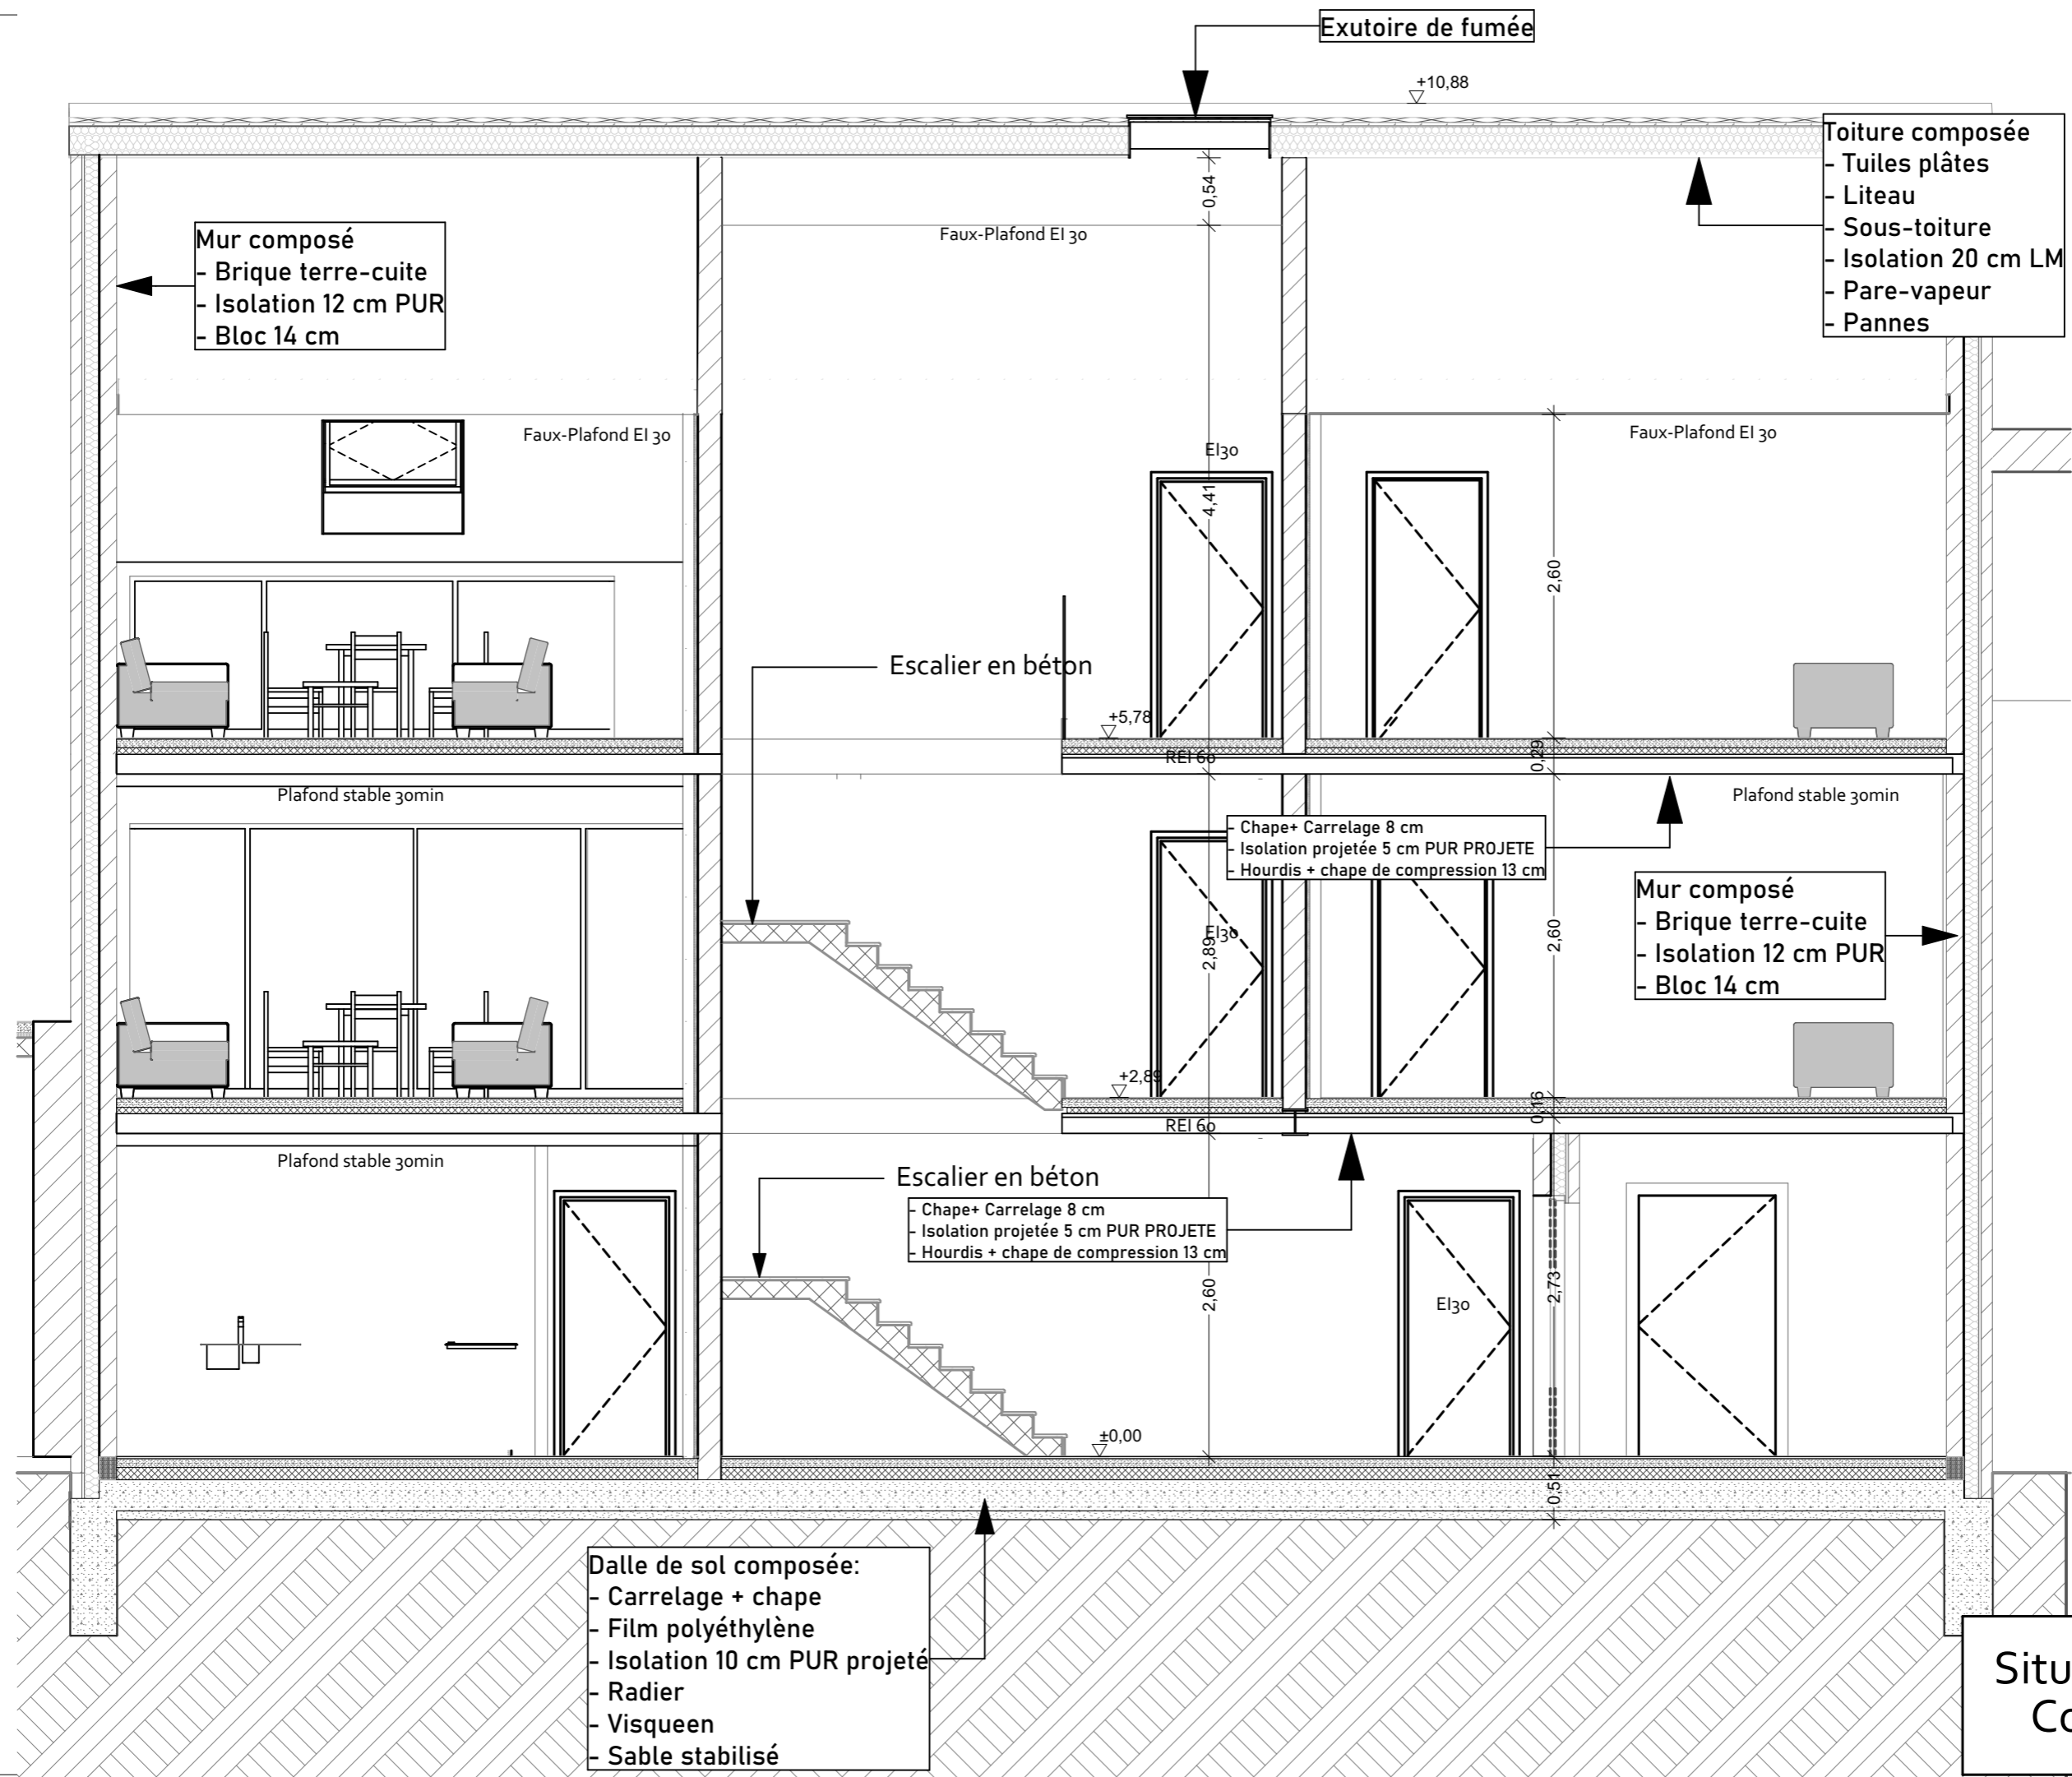 Exutoire de fumée
+10,88
Toiture composée
- Tuiles plâtes
- Liteau
- Sous-toiture
- Isolation 20 cm LM
- Pare-vapeur
- Pannes
0,54
Mur composé
- Brique terre-cuite
- Isolation 12 cm PUR
- Bloc 14 cm
Faux-Plafond EI 30
Faux-Plafond EI 30
Faux-Plafond EI 30
EI30
4,41
2,60
Escalier en béton
+5,78
REI 60
0,29
Plafond stable 30min
Plafond stable 30min
- Chape+ Carrelage 8 cm
- Isolation projetée 5 cm PUR PROJETE
- Hourdis + chape de compression 13 cm
Mur composé
- Brique terre-cuite
- Isolation 12 cm PUR
- Bloc 14 cm
EI30
2,89
2,60
+2,89
0,16
REI 60
Plafond stable 30min
Escalier en béton
- Chape+ Carrelage 8 cm
- Isolation projetée 5 cm PUR PROJETE
- Hourdis + chape de compression 13 cm
2,60
EI30
2,73
±0,00
0,51
Dalle de sol composée:
- Carrelage + chape
- Film polyéthylène
- Isolation 10 cm PUR projeté
- Radier
- Visqueen
- Sable stabilisé
Situ
Co